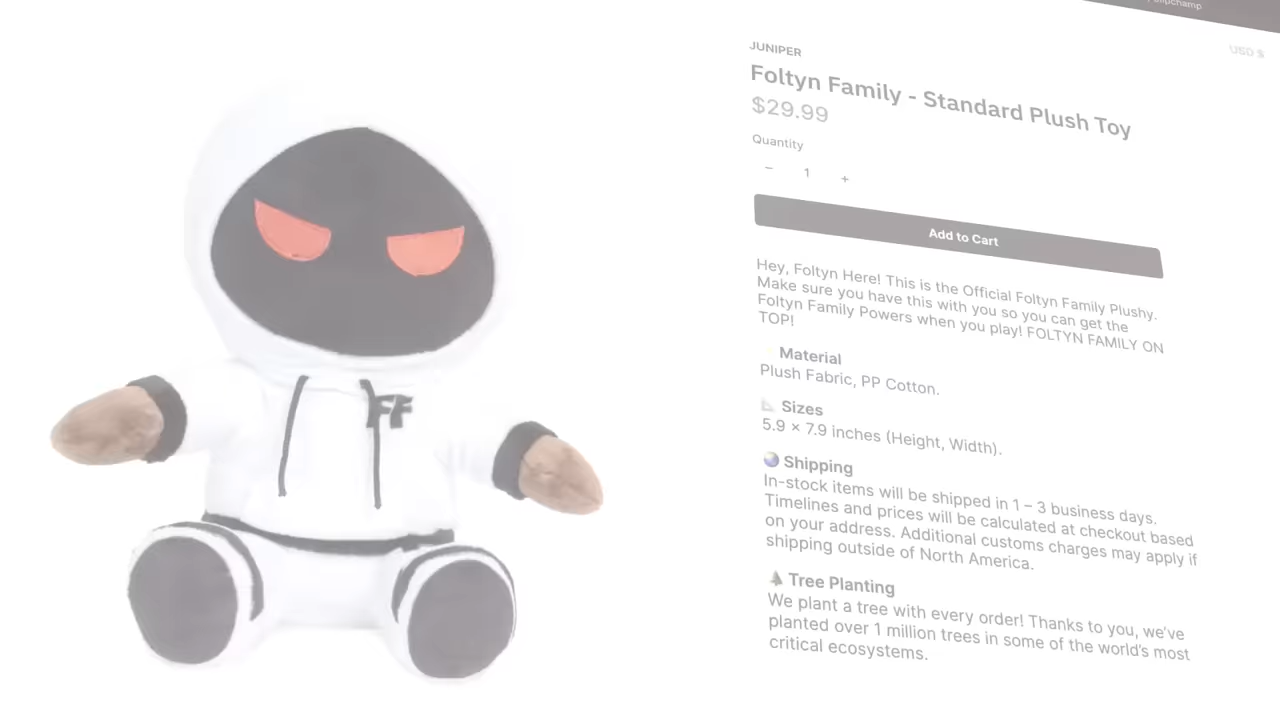 USD $
JUNIPER
Foltyn Family - Standard Plush Toy
$29.99
Quantity
− 1 +
Add to Cart
Hey, Foltyn Here! This is the Official Foltyn Family Plushy.
Make sure you have this with you so you can get the
Foltyn Family Powers when you play! FOLTYN FAMILY ON
TOP!
Material
Plush Fabric, PP Cotton.
Sizes
5.9 × 7.9 inches (Height, Width).
Shipping
In-stock items will be shipped in 1 – 3 business days.
Timelines and prices will be calculated at checkout based
on your address. Additional customs charges may apply if
shipping outside of North America.
Tree Planting
We plant a tree with every order! Thanks to you, we've
planted over 1 million trees in some of the world's most
critical ecosystems.
FF